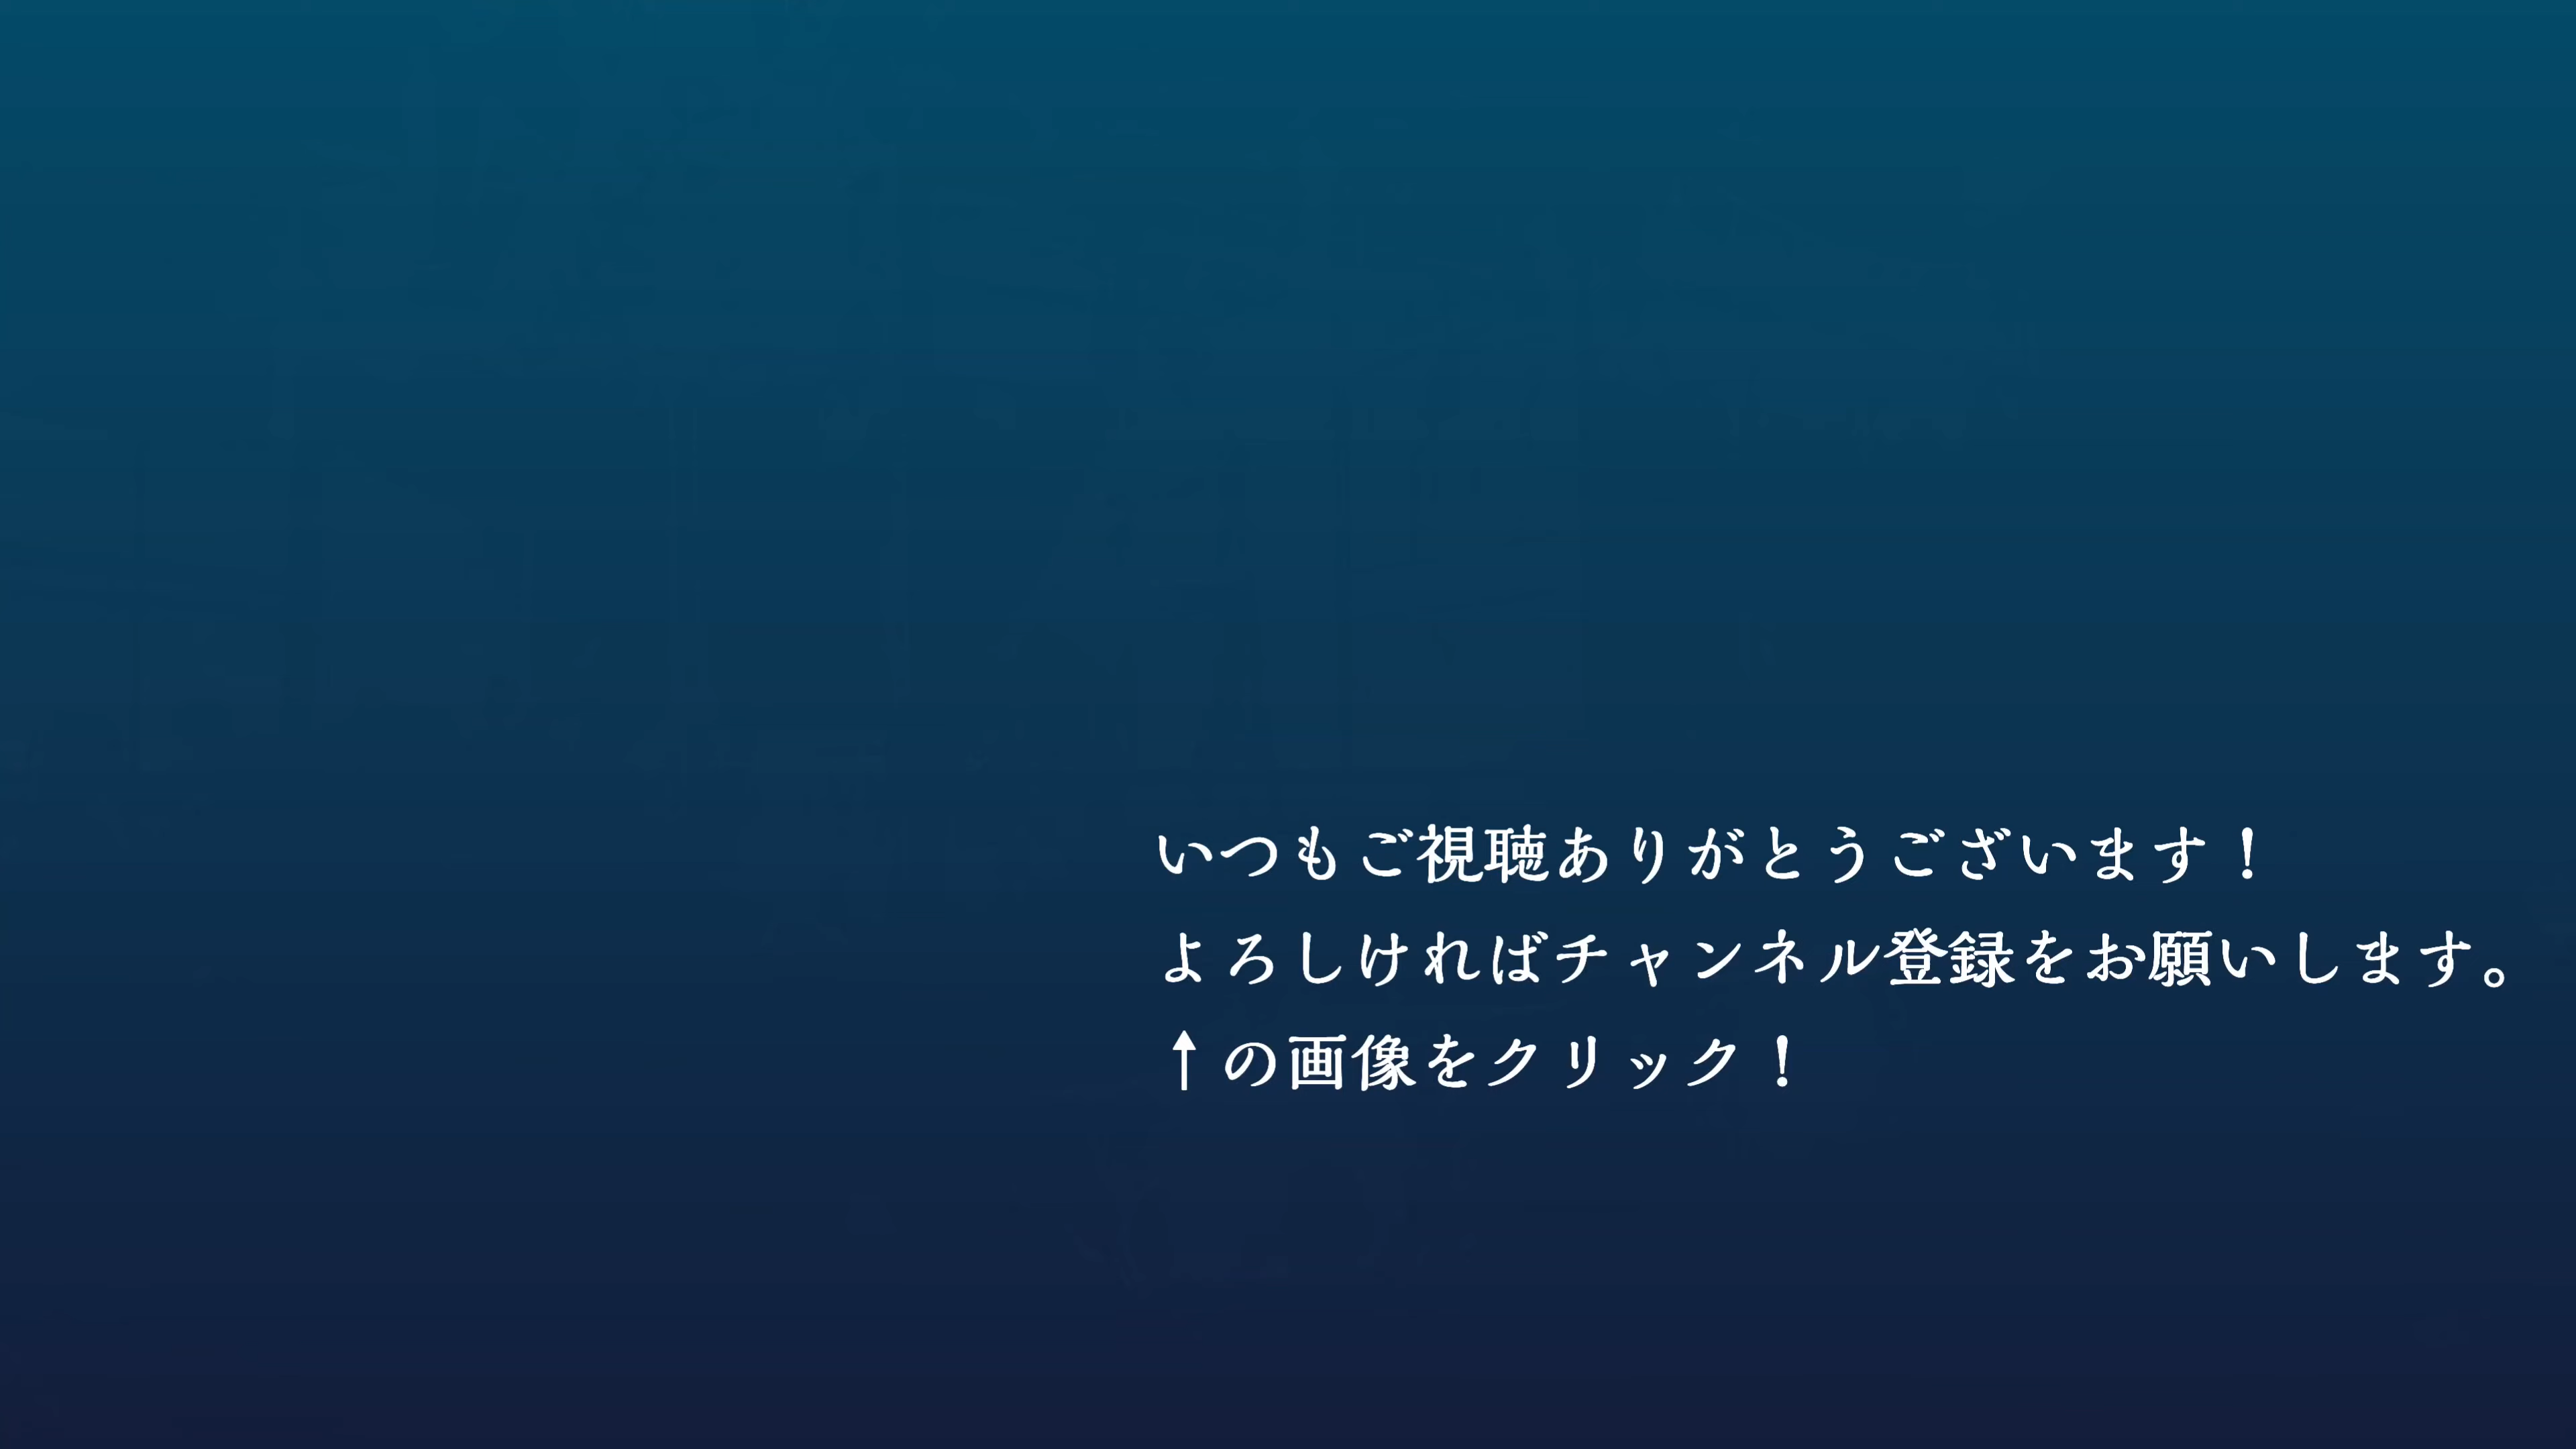 いつもご視聴ありがとうございます！
よろしければチャンネル登録をお願いします。
↑の画像をクリック！